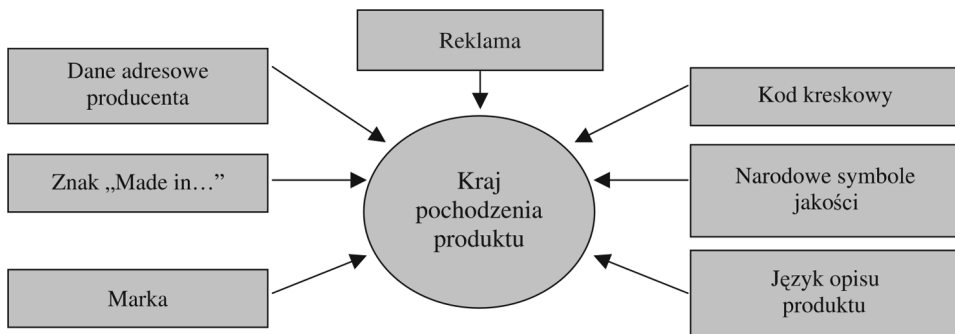 Reklama
Dane adresowe
producenta
Kod kreskowy
Znak „Made in…”
Kraj
pochodzenia
produktu
Narodowe symbole
jakości
Marka
Język opisu
produktu